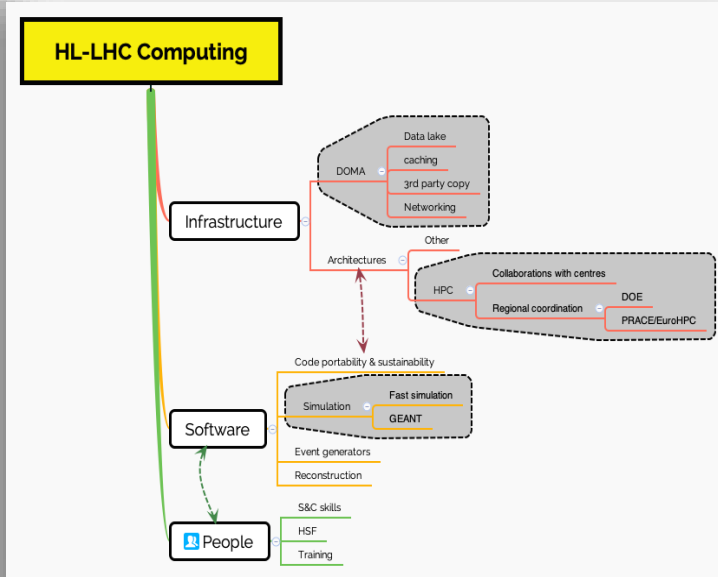 HL-LHC Computing
Infrastructure
DOMA
Data lake
caching
3rd party copy
Networking
Architectures
Other
HPC
Collaborations with centres
Regional coordination
DOE
PRACE/EuroHPC
Software
Code portability & sustainability
Simulation
Fast simulation
GEANT
Event generators
Reconstruction
People
S&C skills
HSF
Training